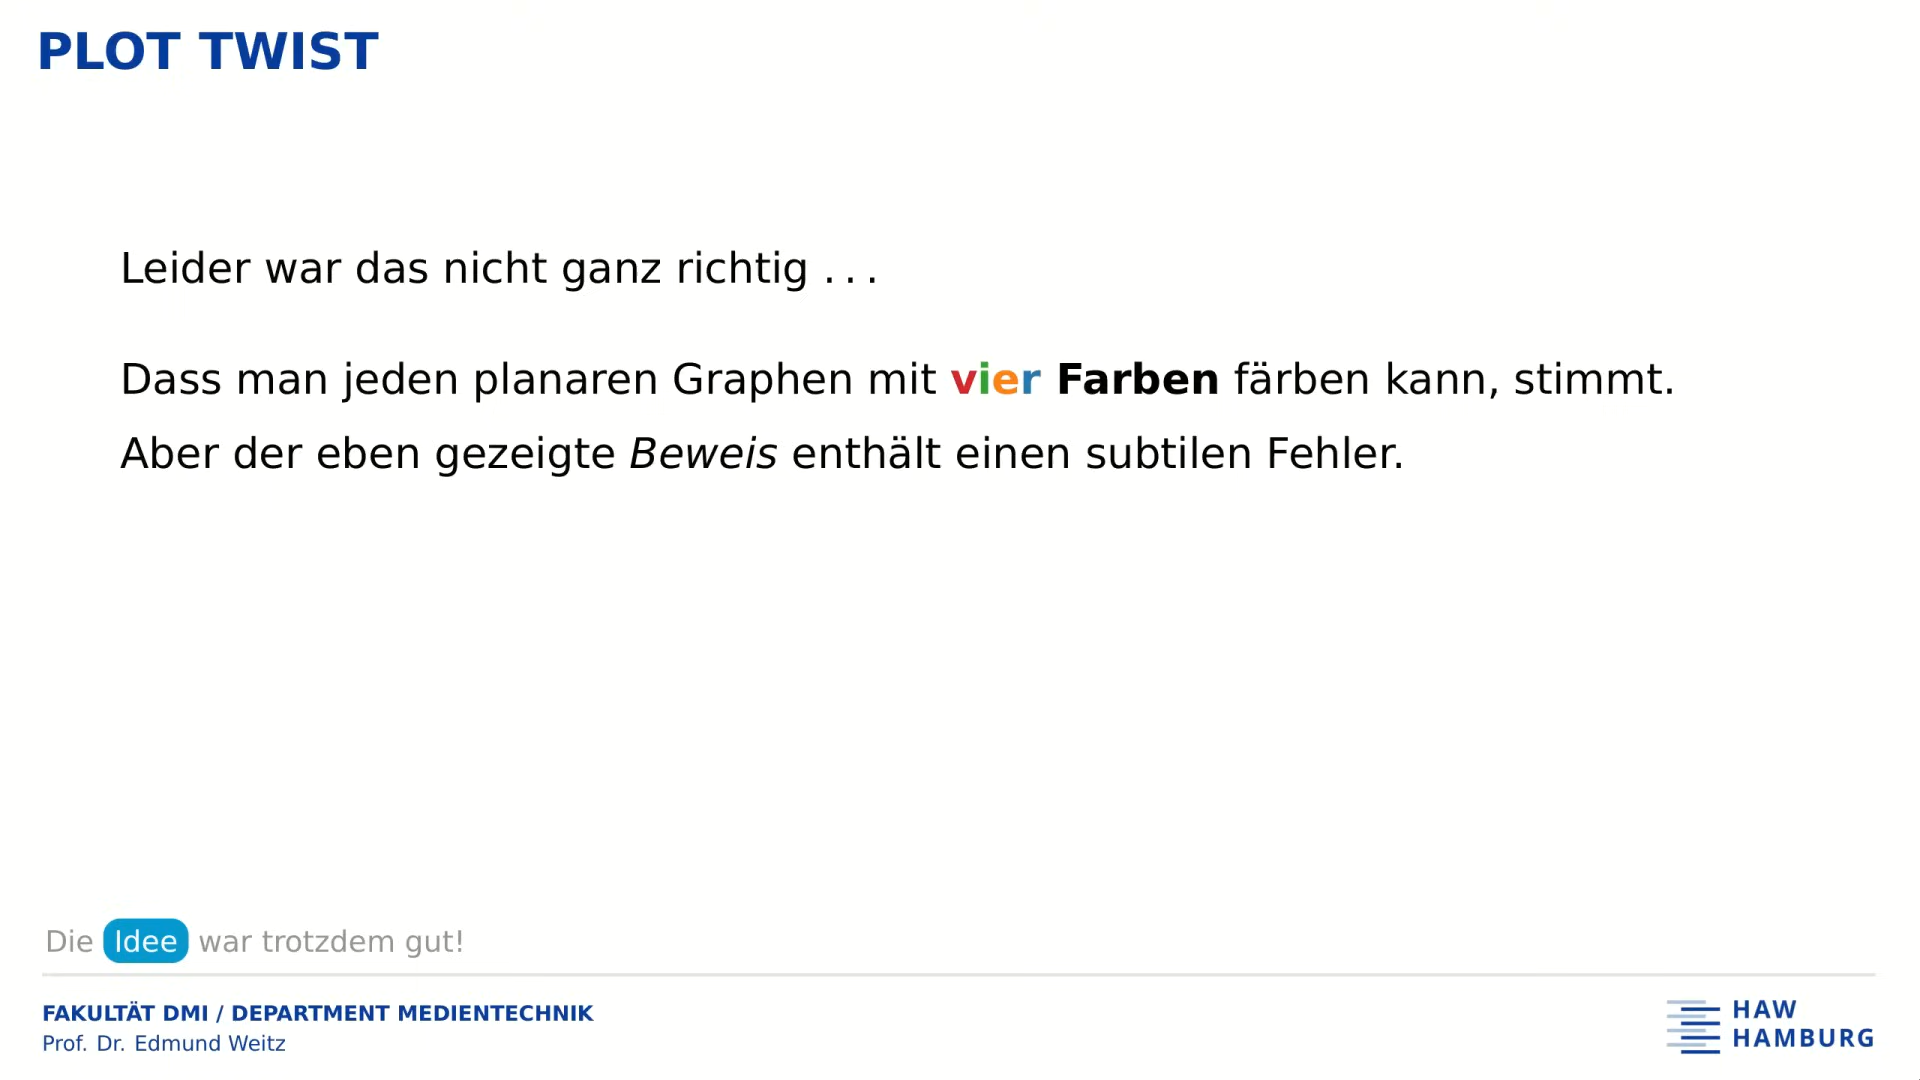 PLOT TWIST
Leider war das nicht ganz richtig . . .
Dass man jeden planaren Graphen mit vier Farben färben kann, stimmt.
Aber der eben gezeigte Beweis enthält einen subtilen Fehler.
Die Idee war trotzdem gut!
FAKULTÄT DMI / DEPARTMENT MEDIENTECHNIK
Prof. Dr. Edmund Weitz
HAW
HAMBURG